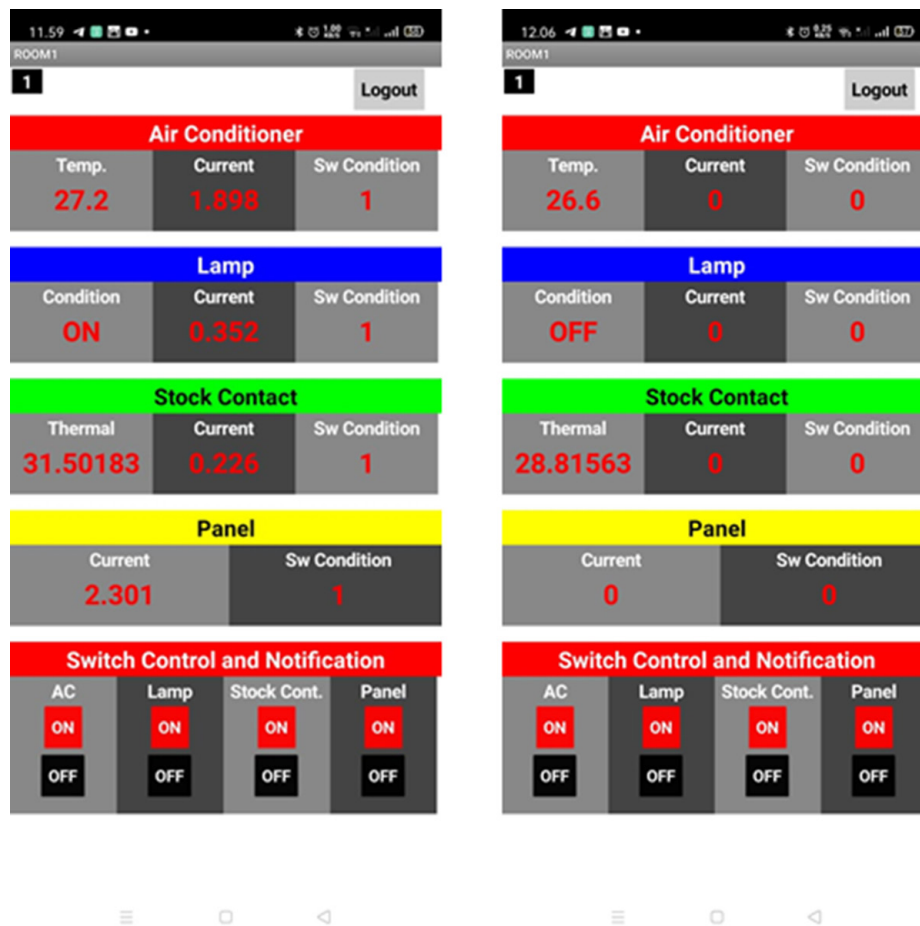 11.59
ROOM1
1
Logout
Air Conditioner
Temp. Current Sw Condition
27.2 1.898 1
Lamp
Condition Current Sw Condition
ON 0.352 1
Stock Contact
Thermal Current Sw Condition
31.50183 0.226 1
Panel
Current Sw Condition
2.301 1
Switch Control and Notification
AC Lamp Stock Cont. Panel
ON ON ON ON
OFF OFF OFF OFF
12.06
ROOM1
1
Logout
Air Conditioner
Temp. Current Sw Condition
26.6 0 0
Lamp
Condition Current Sw Condition
OFF 0 0
Stock Contact
Thermal Current Sw Condition
28.81563 0 0
Panel
Current Sw Condition
0 0
Switch Control and Notification
AC Lamp Stock Cont. Panel
ON ON ON ON
OFF OFF OFF OFF